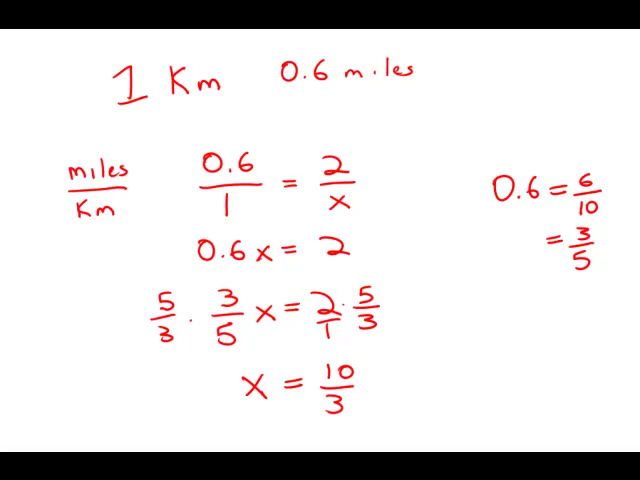 1 Km 0.6 miles
miles/Km 0.6/1 = 2/x
0.6x = 2
5/3 · 3/5 x = 2/1 · 5/3
x = 10/3
0.6 = 6/10
= 3/5